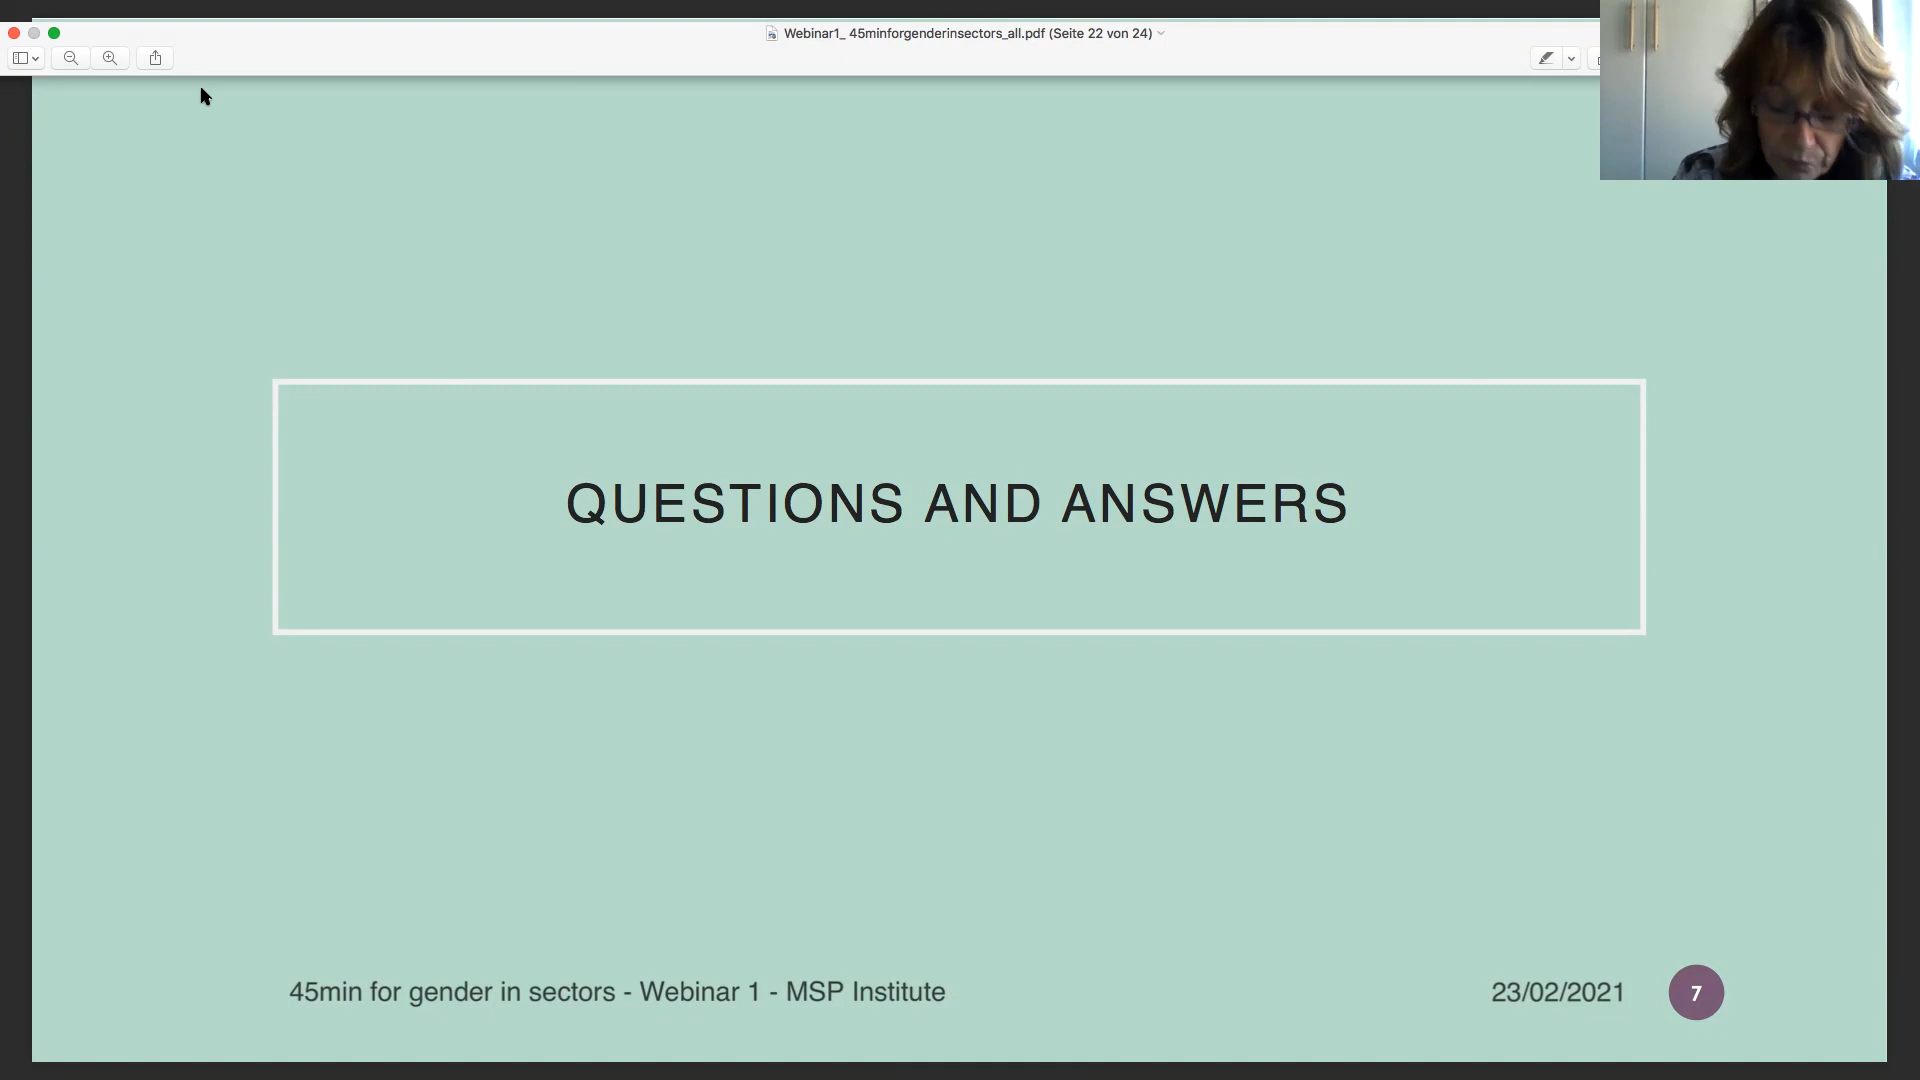 Webinar1_ 45minforgenderinsectors_all.pdf (Seite 22 von 24)
QUESTIONS AND ANSWERS
45min for gender in sectors - Webinar 1 - MSP Institute
23/02/2021
7